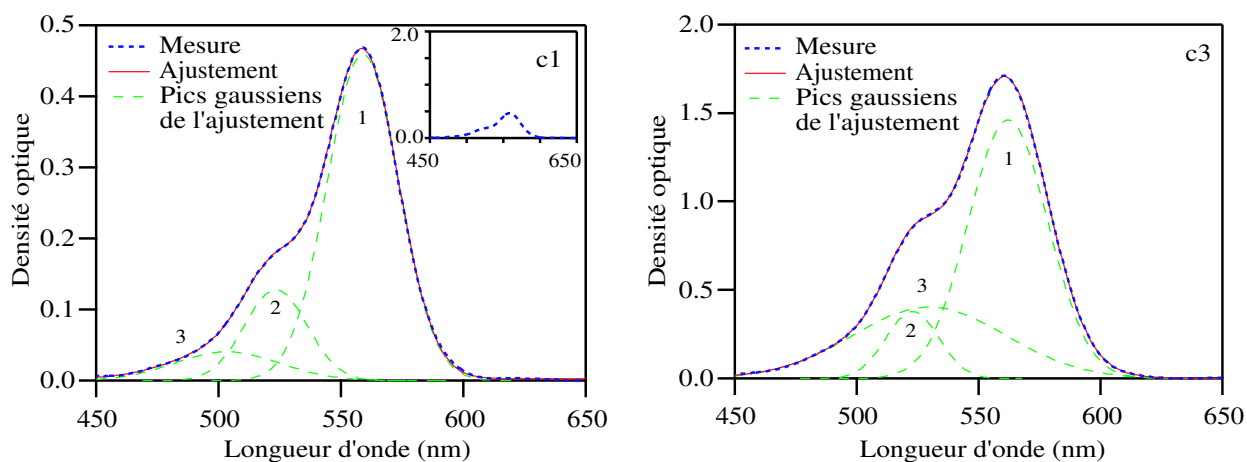 0.5
0.4
0.3
0.2
0.1
0.0
Densité optique
Mesure
Ajustement
Pics gaussiens
de l'ajustement
1
2
3
2.0
0.0
450
650
c1
450
500
550
600
650
Longueur d'onde (nm)
2.0
1.5
1.0
0.5
0.0
Densité optique
Mesure
Ajustement
Pics gaussiens
de l'ajustement
c3
1
3
2
450
500
550
600
650
Longueur d'onde (nm)